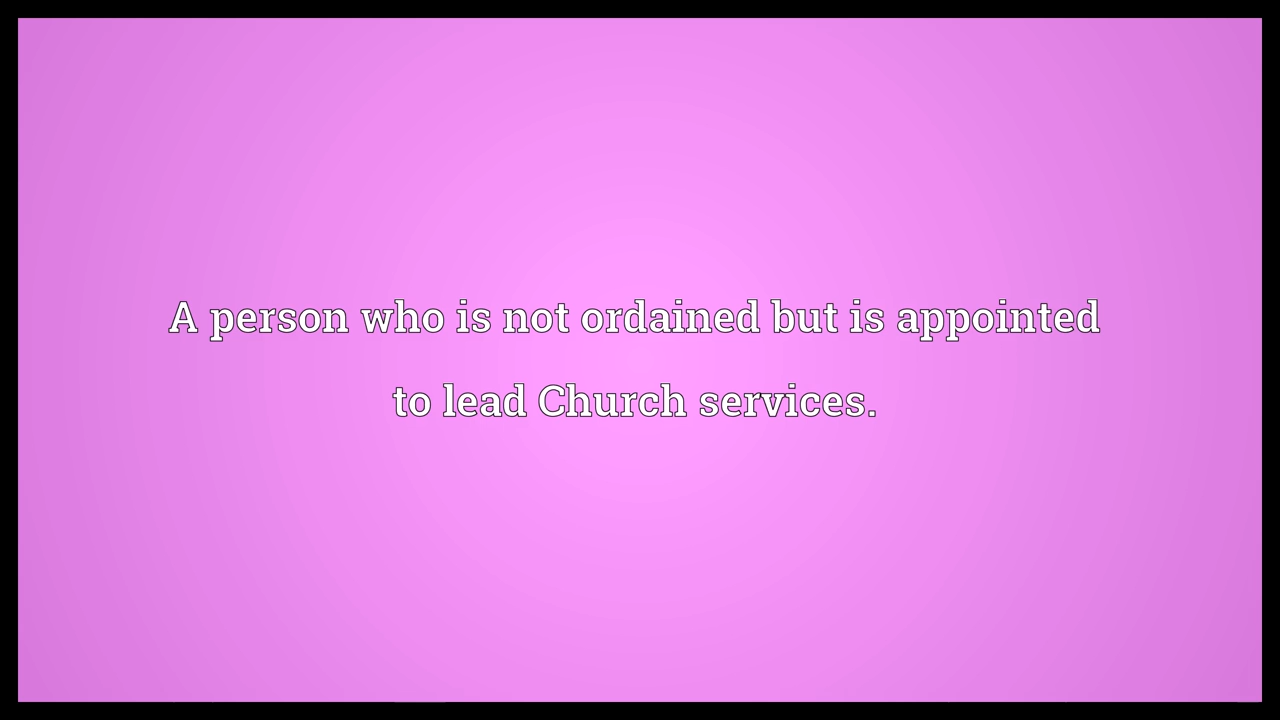 A person who is not ordained but is appointed
to lead Church services.